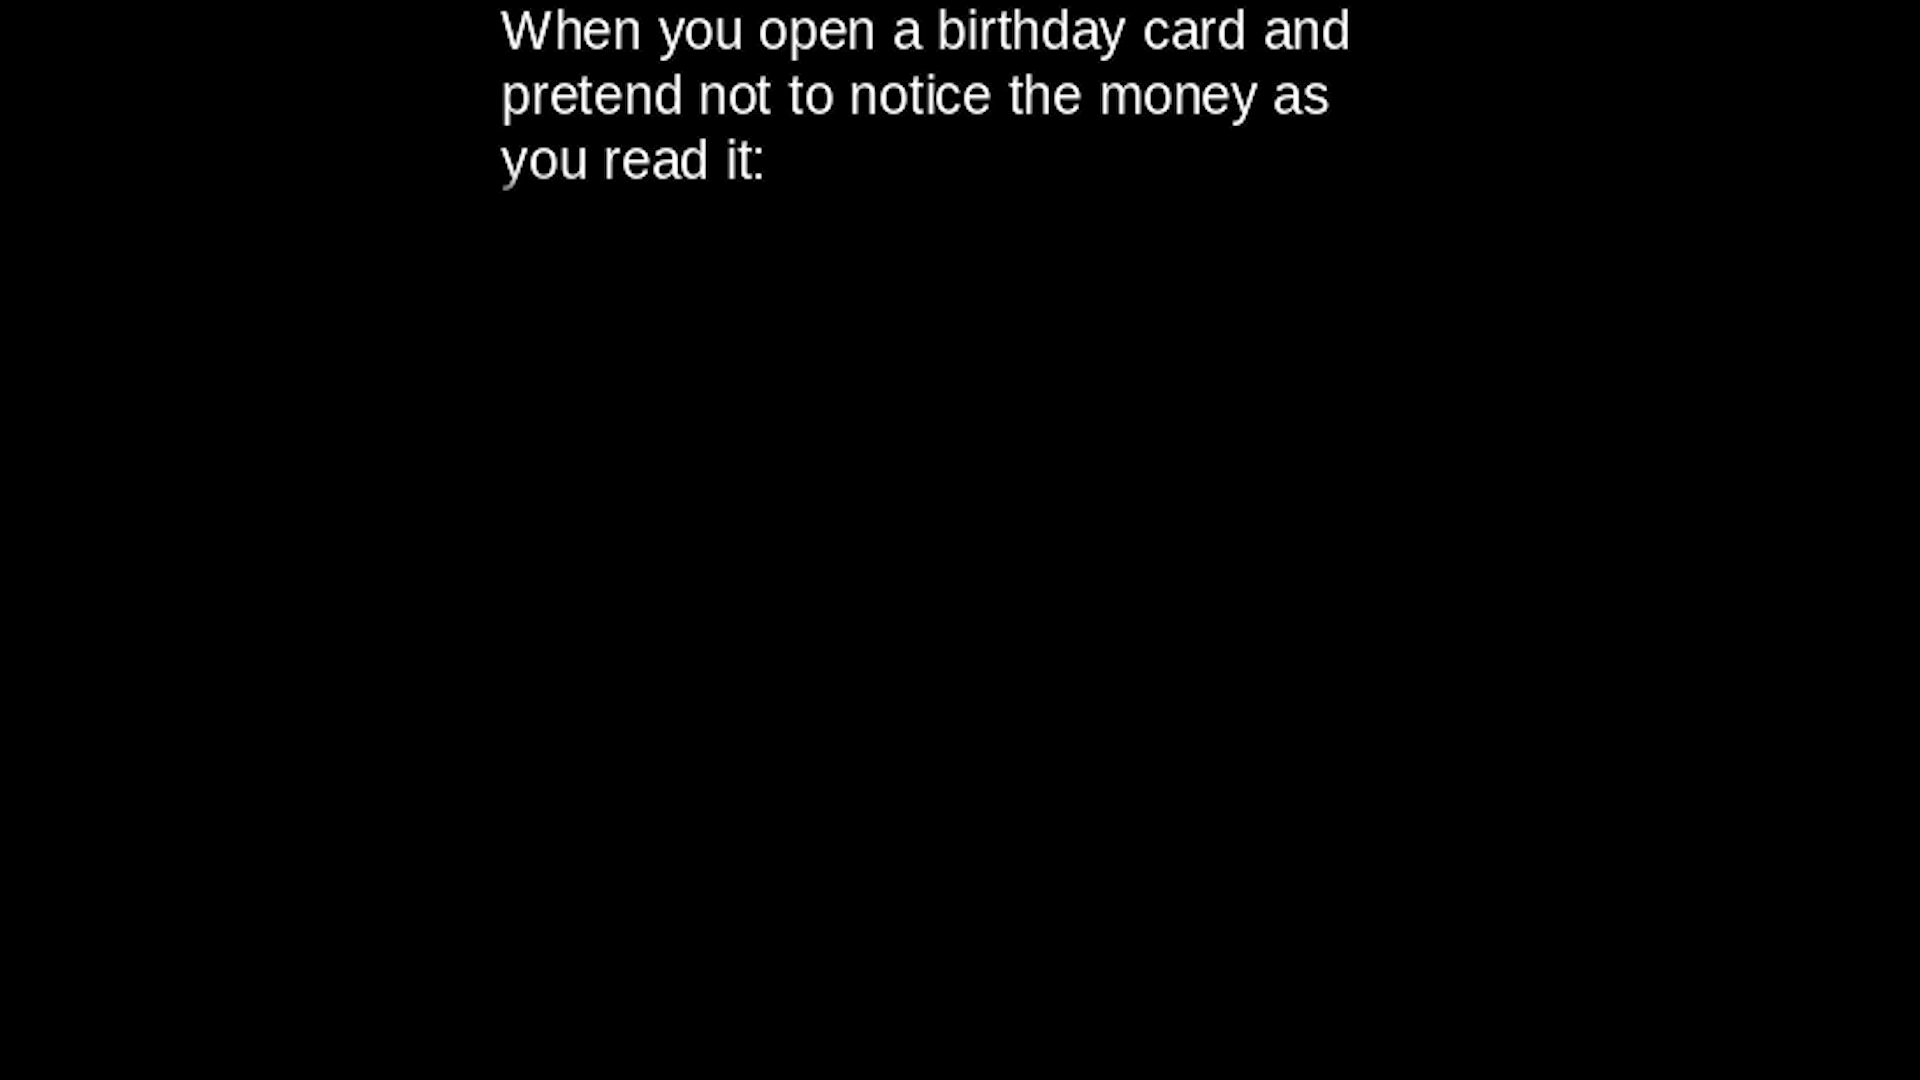 When you open a birthday card and
pretend not to notice the money as
you read it: